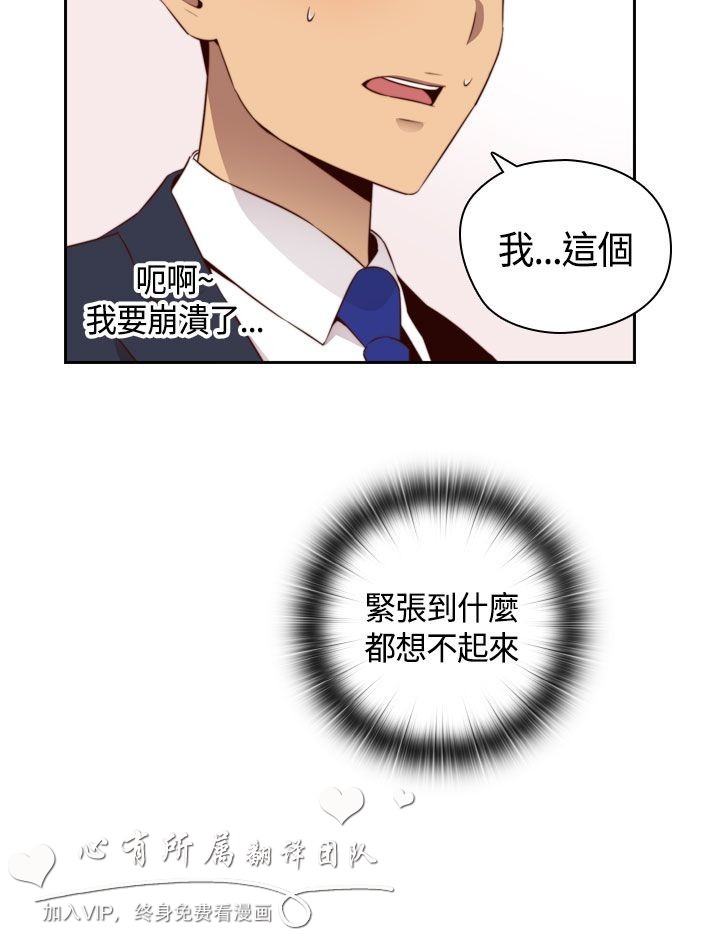 我...這個
呃啊~
我要崩潰了...
緊張到什麼
都想不起來
心有所属翻译团队
加入VIP，终身免费看漫画